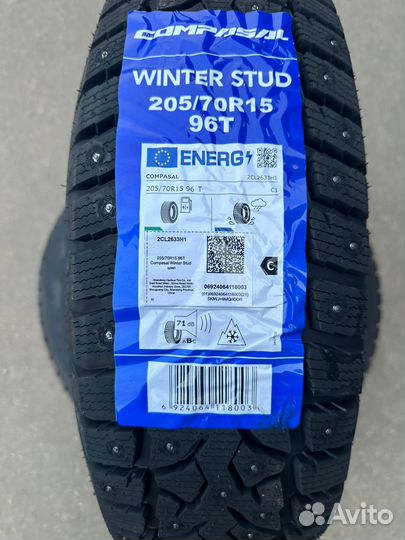 COMPASAL
WINTER STUD
205/70R15
96T
ENERG
COMPASAL
2CL2633H1
205/70R15 96 T
C1
2CL2633H1
205/70R15 96T
Compasal Winter Stud
C
06924064118003
71 dB
ABC
6 924064 118003
Avito